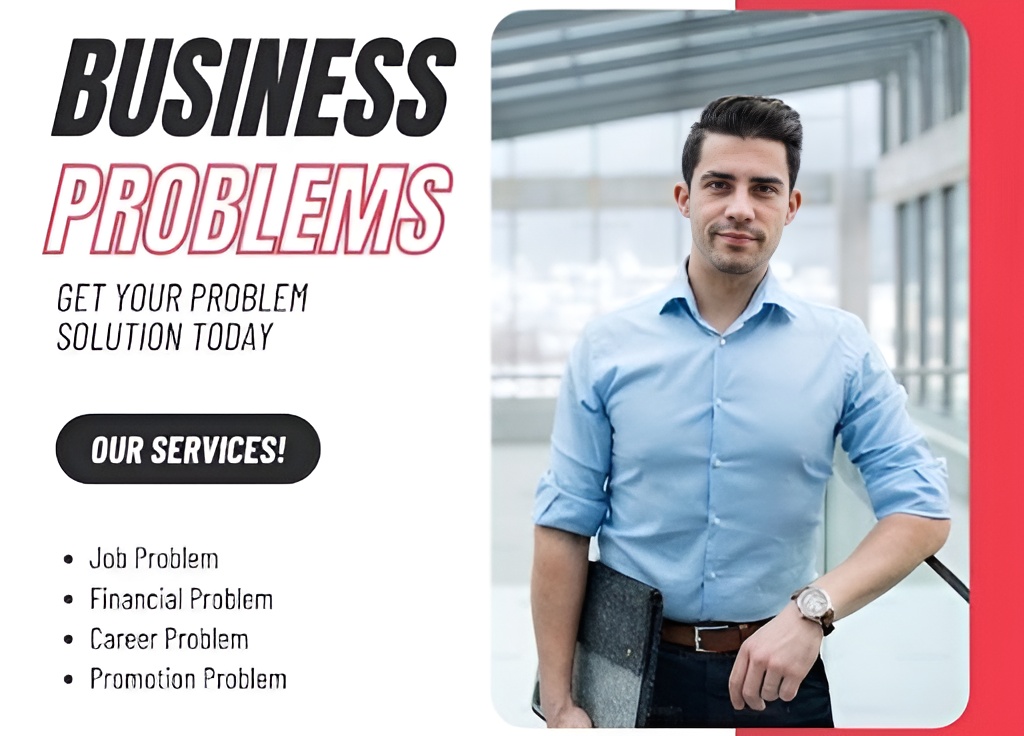 BUSINESS
PROBLEMS
GET YOUR PROBLEM
SOLUTION TODAY
OUR SERVICES!
• Job Problem
• Financial Problem
• Career Problem
• Promotion Problem